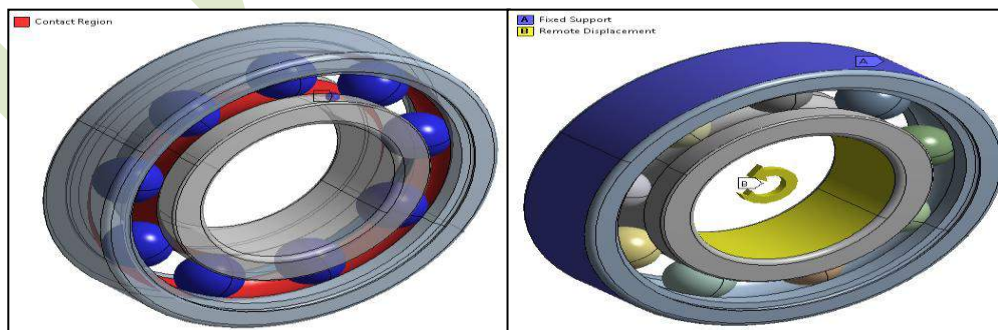 Contact Region
A Fixed Support
B Remote Displacement
A
B